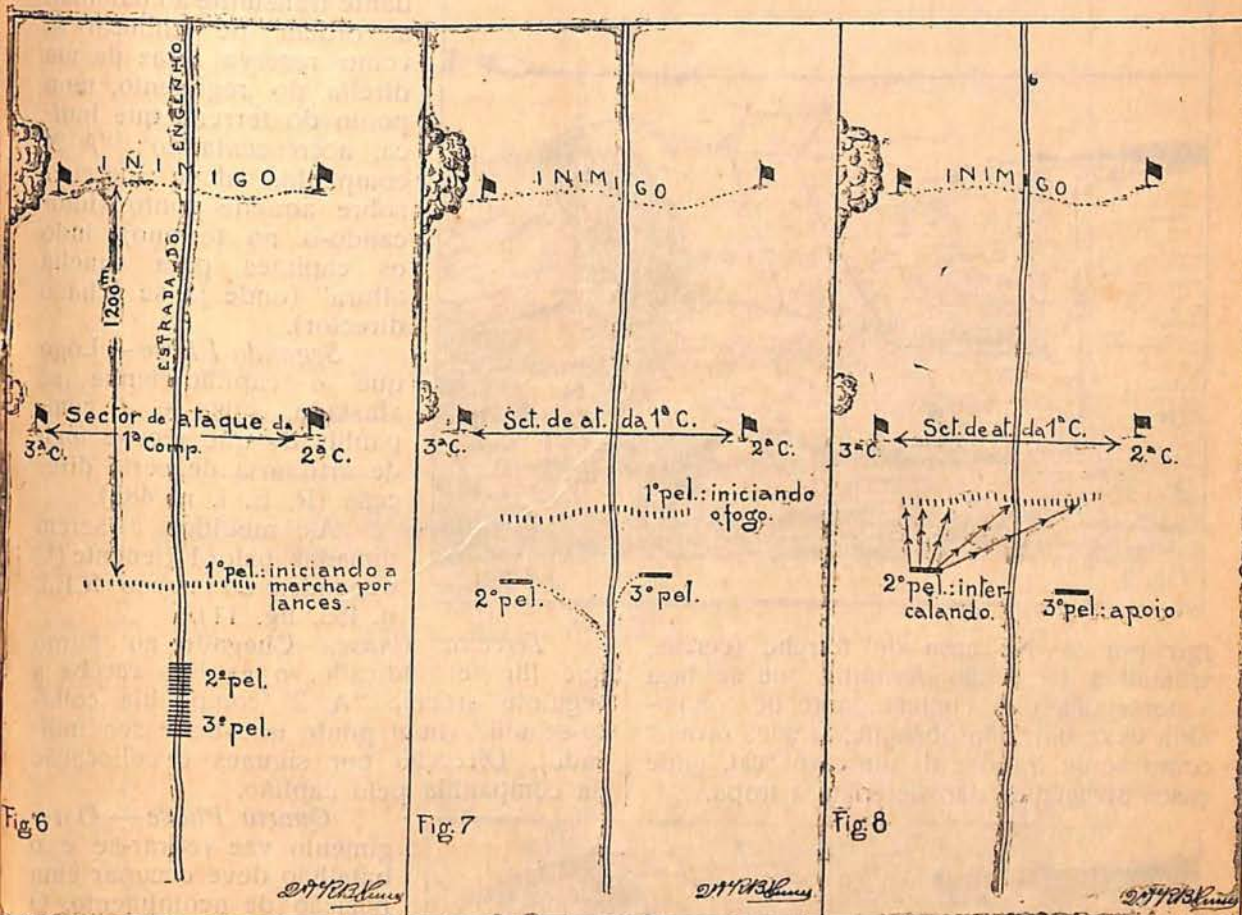 INIMIGO
ESTRADA DO ENGENHO
1200m
Sector de ataque da
1ª Comp.
3ª C.
2ª C.
1º pel.: iniciando a
marcha por
lances.
2º pel.
3º pel.
Fig. 6
INIMIGO
Sct. de at. da 1ª C.
3ª C.
2ª C.
1º pel.: iniciando
o fogo.
2º pel.
3º pel.
Fig. 7
INIMIGO
Sct. de at. da 1ª C.
3ª C.
2ª C.
2º pel.: inter-
calando.
3º pel.: apoio
Fig. 8